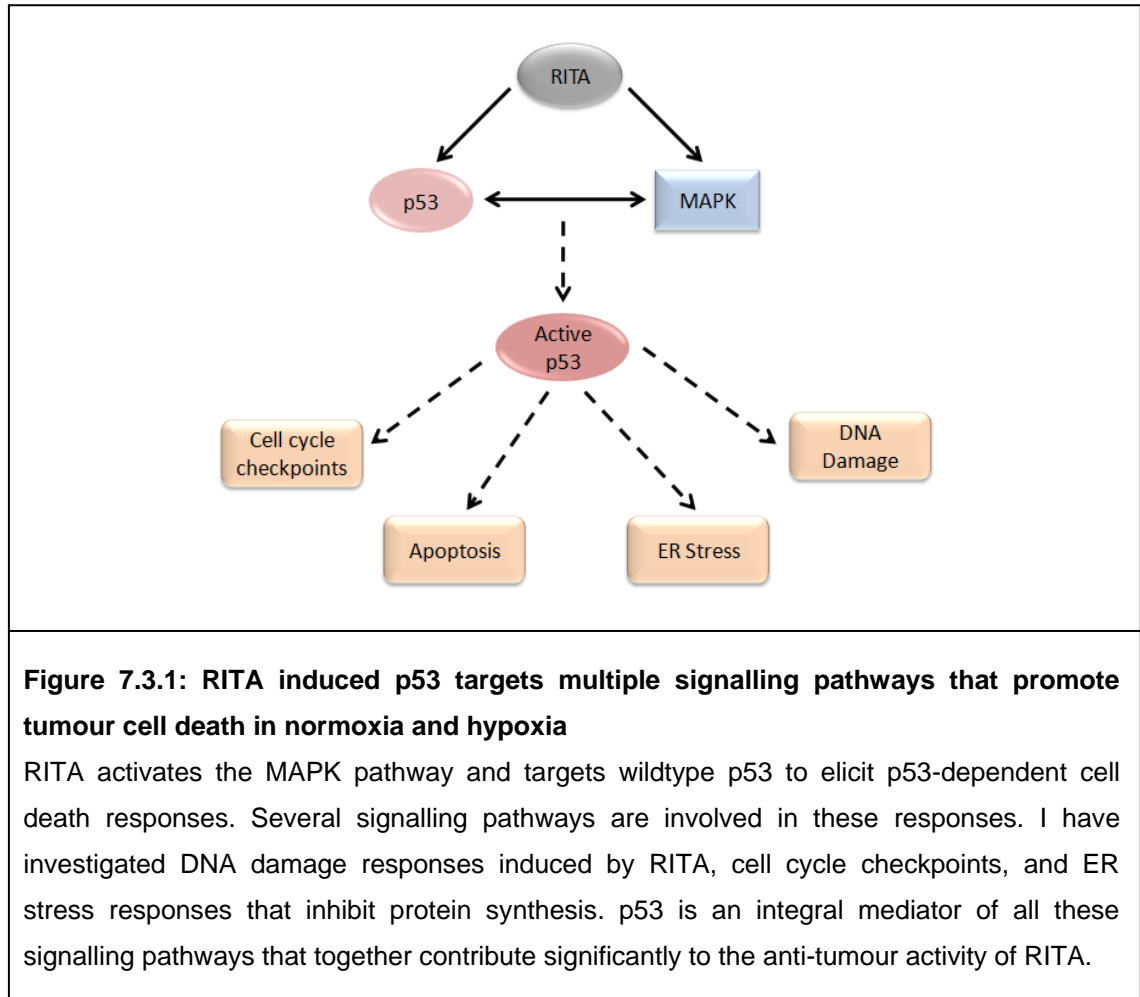 RITA
p53
MAPK
Active
p53
Cell cycle
checkpoints
DNA
Damage
Apoptosis
ER Stress
Figure 7.3.1: RITA induced p53 targets multiple signalling pathways that promote
tumour cell death in normoxia and hypoxia
RITA activates the MAPK pathway and targets wildtype p53 to elicit p53-dependent cell
death responses. Several signalling pathways are involved in these responses. I have
investigated DNA damage responses induced by RITA, cell cycle checkpoints, and ER
stress responses that inhibit protein synthesis. p53 is an integral mediator of all these
signalling pathways that together contribute significantly to the anti-tumour activity of RITA.